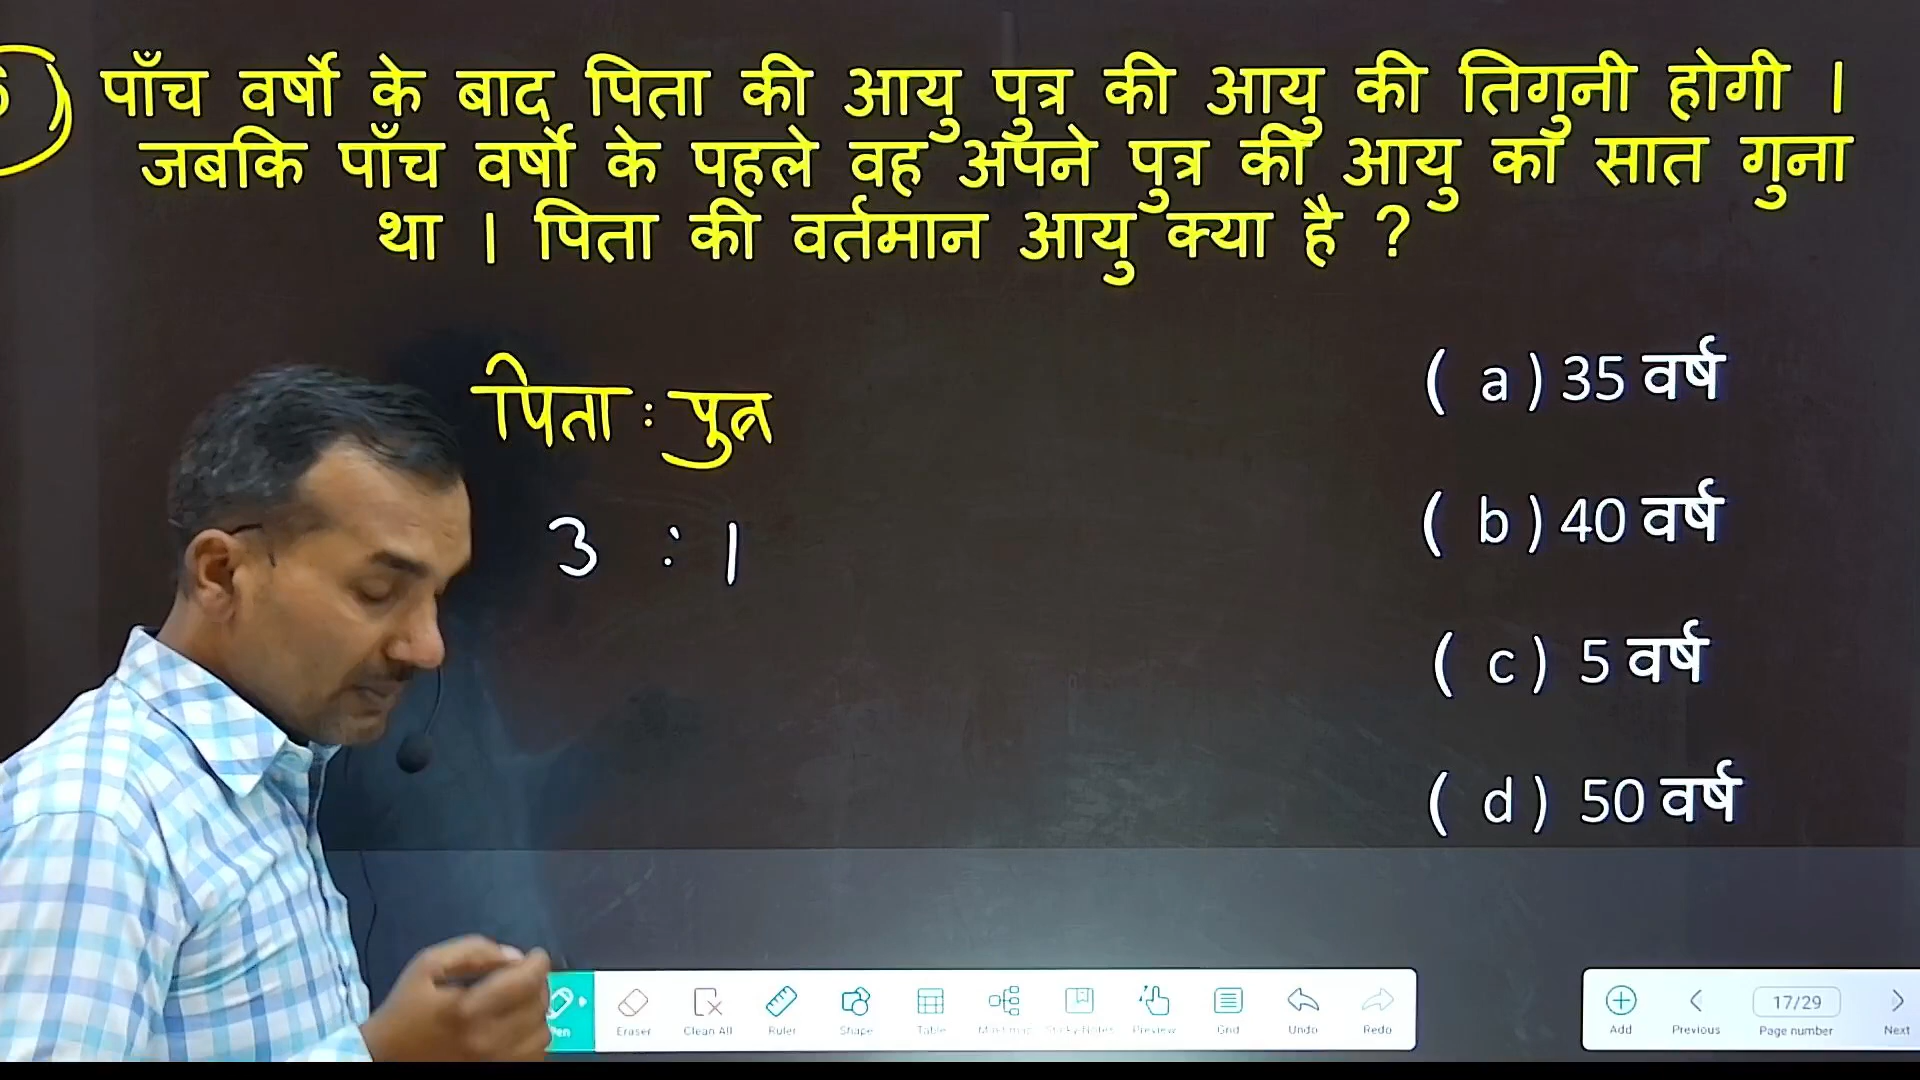 पाँच वर्षो के बाद पिता की आयु पुत्र की आयु की तिगुनी होगी ।
जबकि पाँच वर्षो के पहले वह अपने पुत्र की आयु का सात गुना
था । पिता की वर्तमान आयु क्या है ?
पिता : पुत्र
3 : 1
( a ) 35 वर्ष
( b ) 40 वर्ष
( c ) 5 वर्ष
( d ) 50 वर्ष
Eraser Clean All Ruler Shape Table Preview Grid Undo Redo
17/29
Add Previous Page number Next